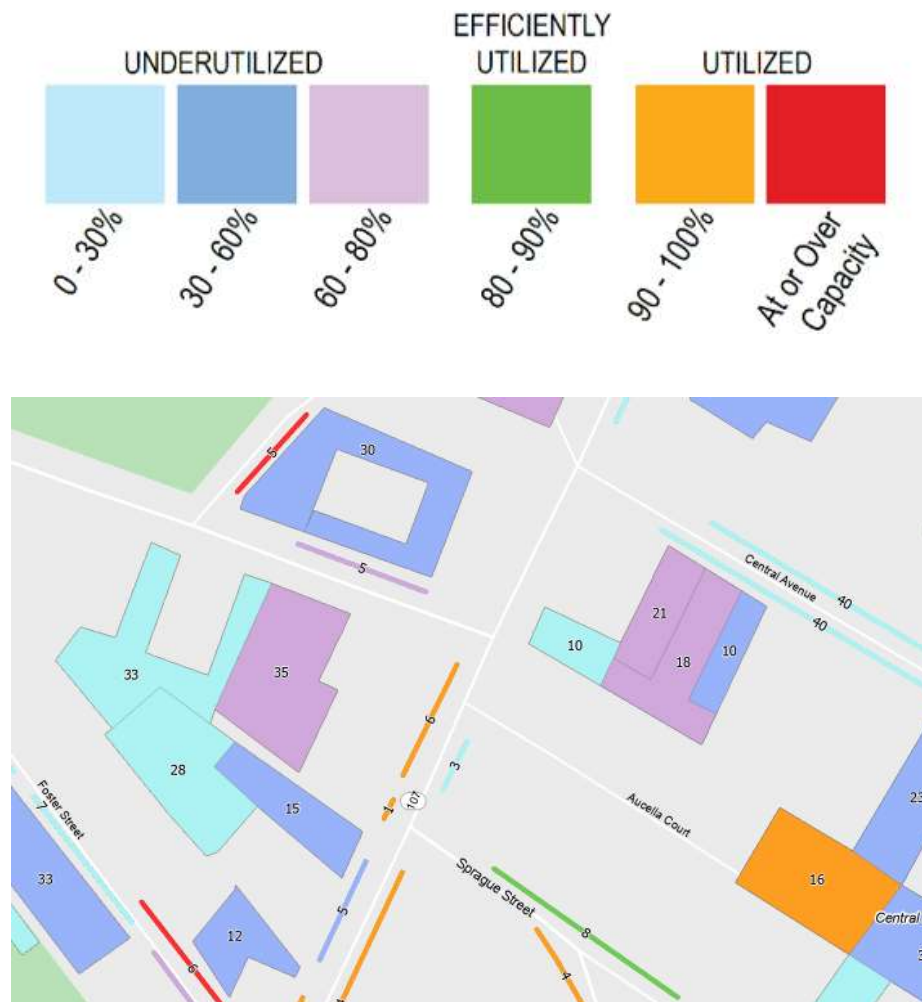 EFFICIENTLY
UNDERUTILIZED UTILIZED UTILIZED
0 - 30%
30 - 60%
60 - 80%
80 - 90%
90 - 100%
At or Over
Capacity
5
30
5
Central Avenue
40
40
10
21
18
10
33
35
6
3
28
15
1
107
Aucella Court
23
Foster Street
7
33
Sprague Street
16
Central
5
8
12
6
4